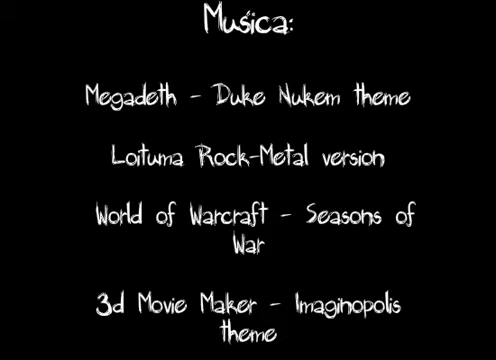 Musica:
Megadeth - Duke Nukem theme
Loituma Rock-Metal version
World of Warcraft - Seasons of
War
3d Movie Maker - Imaginopolis
theme